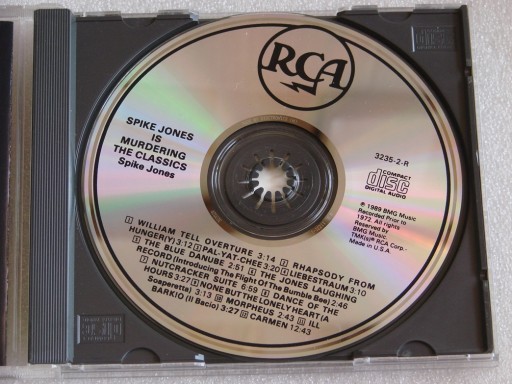 RCA
SPIKE JONES
IS
MURDERING
THE CLASSICS
Spike Jones
3235-2-R
COMPACT
disc
DIGITAL AUDIO
℗ 1989 BMG Music
Recorded Prior to
1972. All rights
Reserved by
BMG Music.
TMK(s)® RCA Corp.-
Made in U.S.A
1 WILLIAM TELL OVERTURE 3:14 2 RHAPSODY FROM
HUNGER(Y) 3:12 3 PAL-YAT-CHEE 3:20 4 LIEBESTRAUM 3:10
5 THE BLUE DANUBE 2:51 6 THE JONES LAUGHING
RECORD (Introducing The Flight Of The Bumble Bee) 2:46
7 NUTCRACKER SUITE 6:59 8 DANCE OF THE
HOURS 3:27 9 NONE BUT THE LONELY HEART (A
Soaperetta) 3:13 10 MORPHEUS 2:43 11 ILL
BARKIO (Il Bacio) 3:27 12 CARMEN 12:43